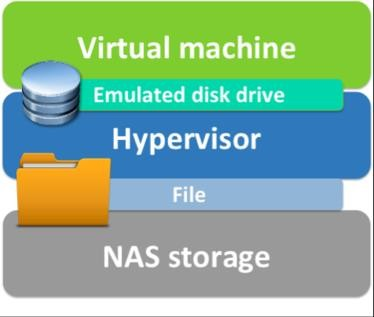 Virtual machine
Emulated disk drive
Hypervisor
File
NAS storage